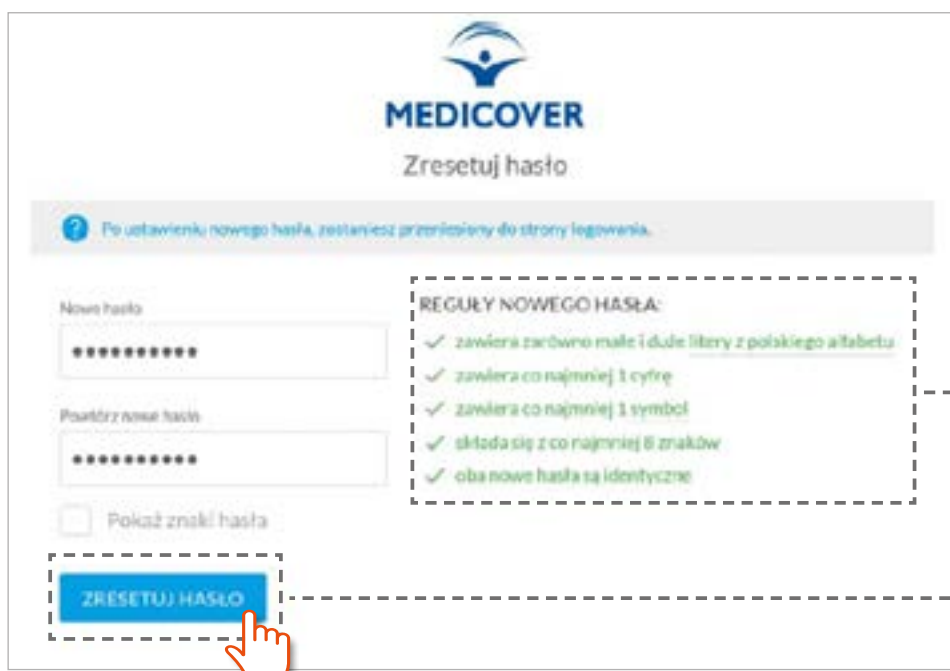 MEDICOVER
Zresetuj hasło
Po ustawieniu nowego hasła, zostaniesz przeniesiony do strony logowania.
Nowe hasło
••••••••••
Powtórz nowe hasło
••••••••••
Pokaż znaki hasła
ZRESETUJ HASŁO
REGUŁY NOWEGO HASŁA:
zawiera zarówno małe i duże litery z polskiego alfabetu
zawiera co najmniej 1 cyfrę
zawiera co najmniej 1 symbol
składa się z co najmniej 8 znaków
oba nowe hasła są identyczne